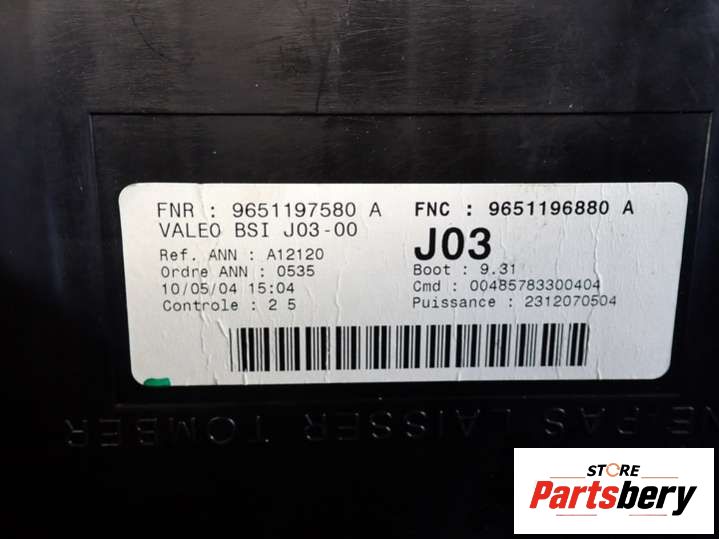 FNR : 9651197580 A FNC : 9651196880 A
VALEO BSI J03-00 J03
Ref. ANN : A12120
Ordre ANN : 0535 Boot : 9.31
10/05/04 15:04 Cmd : 00485783300404
Controle : 2 5 Puissance : 2312070504
NE PAS LAISSER TOMBER
STORE
Partsbery